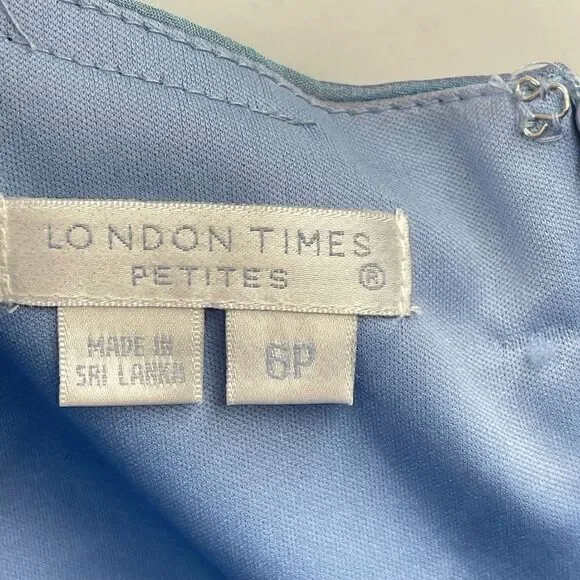 LONDON TIMES
PETITES ®
MADE IN
SRI LANKA
6P